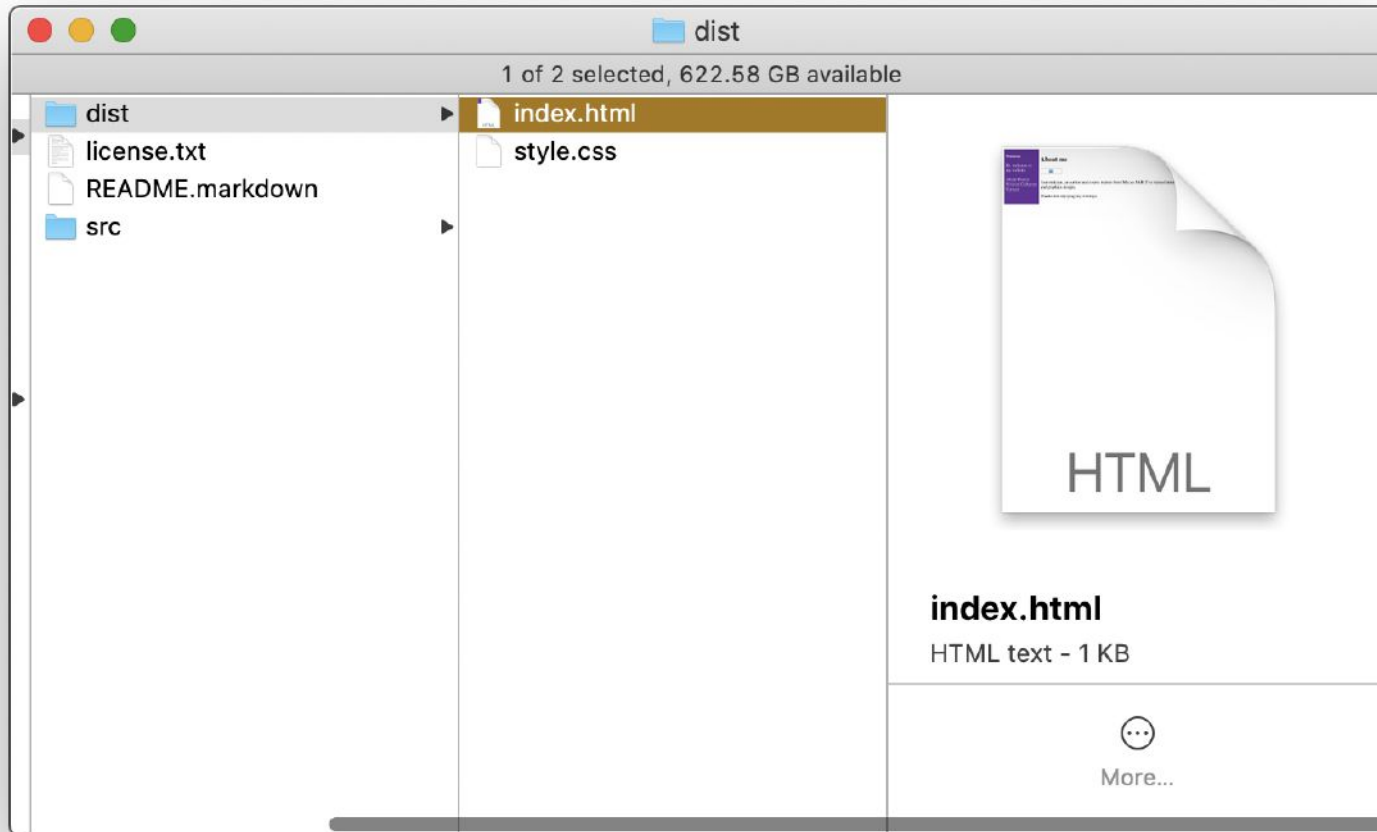 dist
1 of 2 selected, 622.58 GB available
dist
license.txt
README.markdown
src
index.html
style.css
HTML
index.html
HTML text - 1 KB
More...